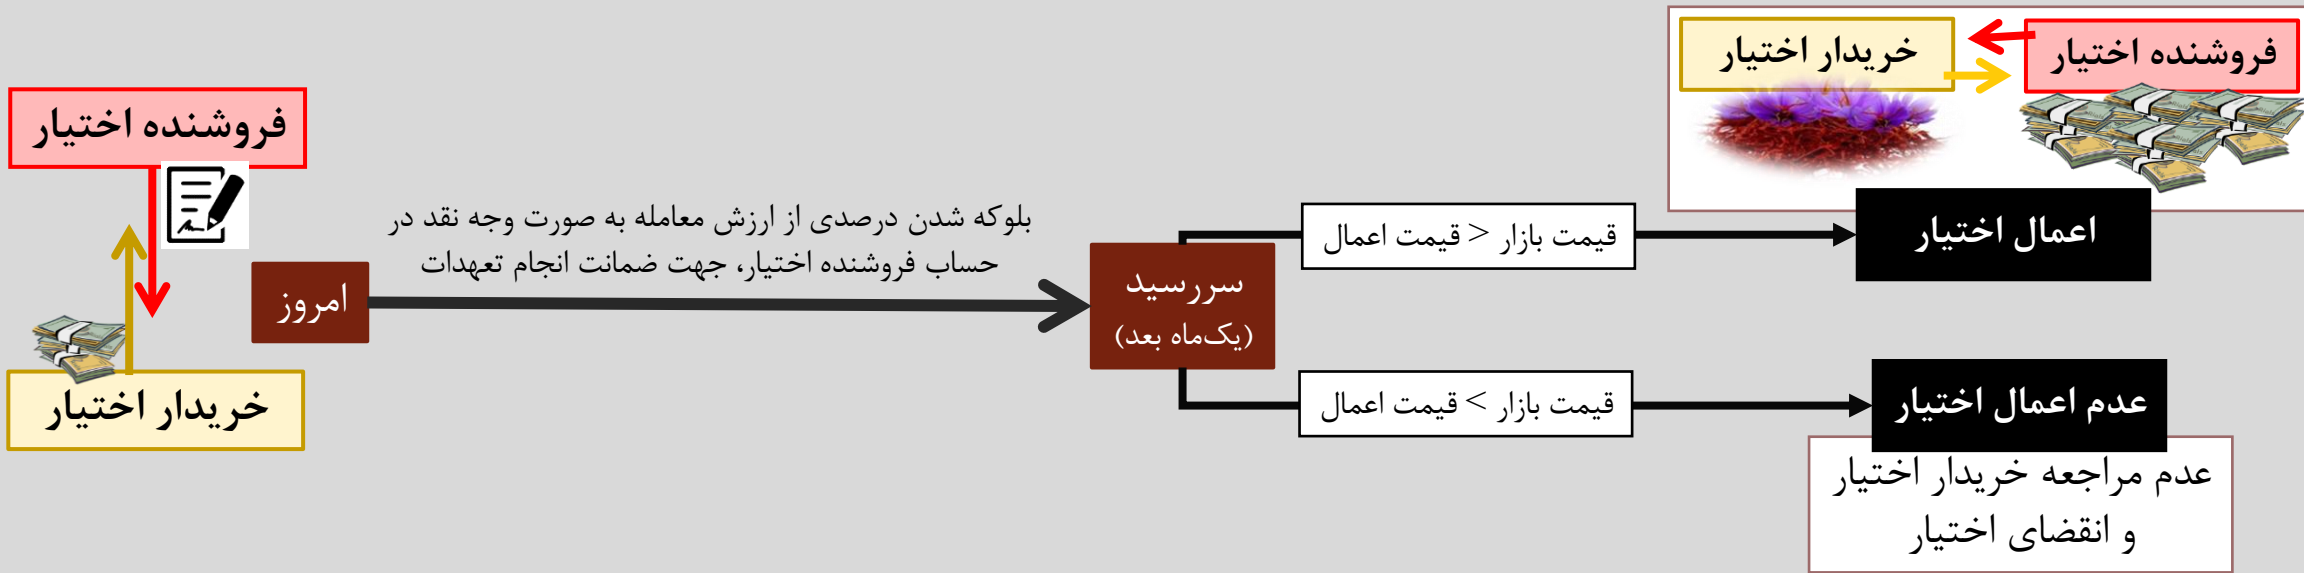 فروشنده اختیار
خریدار اختیار
امروز
بلوکه شدن درصدی از ارزش معامله به صورت وجه نقد در
حساب فروشنده اختیار، جهت ضمانت انجام تعهدات
سررسید
(یک‌ماه بعد)
قیمت بازار < قیمت اعمال
اعمال اختیار
فروشنده اختیار
خریدار اختیار
قیمت بازار > قیمت اعمال
عدم اعمال اختیار
عدم مراجعه خریدار اختیار
و انقضای اختیار